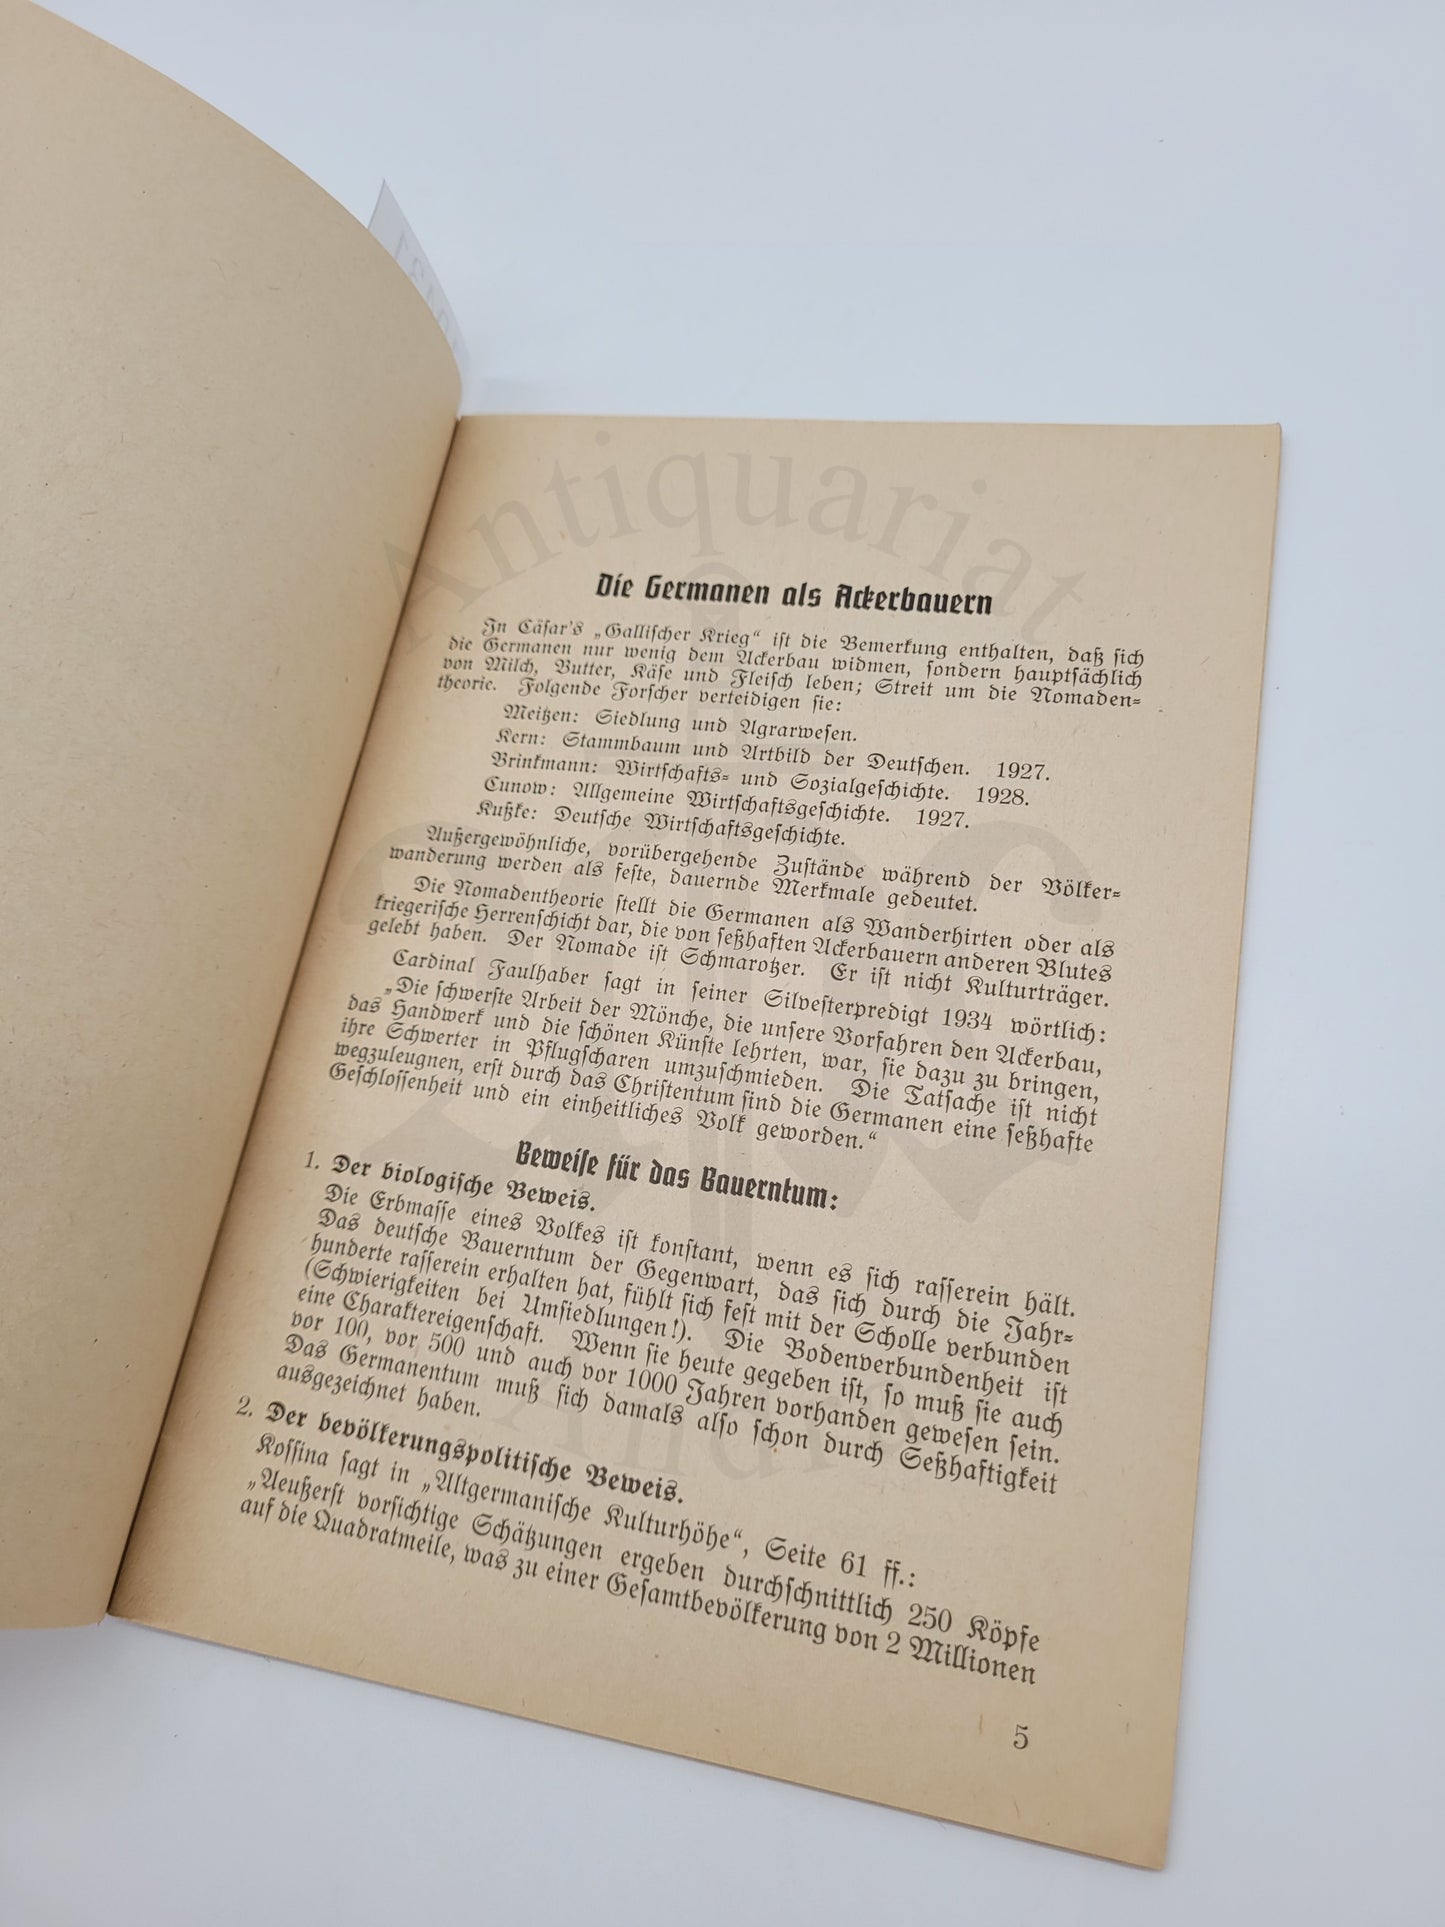 Die Germanen als Ackerbauern
In Cäsar's „Gallischer Krieg“ ist die Bemerkung enthalten, daß sich
die Germanen nur wenig dem Ackerbau widmen, sondern hauptsächlich
von Milch, Butter, Käse und Fleisch leben; Streit um die Nomaden-
theorie. Folgende Forscher verteidigen sie:
Meitzen: Siedlung und Agrarwesen.
Kern: Stammbaum und Artbild der Deutschen. 1927.
Brinkmann: Wirtschafts- und Sozialgeschichte. 1928.
Cunow: Allgemeine Wirtschaftsgeschichte. 1927.
Kußke: Deutsche Wirtschaftsgeschichte.
Außergewöhnliche, vorübergehende Zustände während der Völker-
wanderung werden als feste, dauernde Merkmale gedeutet.
Die Nomadentheorie stellt die Germanen als Wanderhirten oder als
kriegerische Herrenschicht dar, die von seßhaften Ackerbauern anderen Blutes
gelebt haben. Der Nomade ist Schmarotzer. Er ist nicht Kulturträger.
Cardinal Faulhaber sagt in seiner Silvesterpredigt 1934 wörtlich:
„Die schwerste Arbeit der Mönche, die unsere Vorfahren den Ackerbau,
das Handwerk und die schönen Künste lehrten, war, sie dazu zu bringen,
ihre Schwerter in Pflugscharen umzuschmieden. Die Tatsache ist nicht
wegzuleugnen, erst durch das Christentum sind die Germanen eine seßhafte
Geschlossenheit und ein einheitliches Volk geworden.“
Beweise für das Bauerntum:
1. Der biologische Beweis.
Die Erbmasse eines Volkes ist konstant, wenn es sich rasserein hält.
Das deutsche Bauerntum der Gegenwart, das sich durch die Jahr-
hunderte rasserein erhalten hat, fühlt sich fest mit der Scholle verbunden
(Schwierigkeiten bei Umsiedlungen!). Die Bodenverbundenheit ist
eine Charaktereigenschaft. Wenn sie heute gegeben ist, so muß sie auch
vor 100, vor 500 und auch vor 1000 Jahren vorhanden gewesen sein.
Das Germanentum muß sich damals also schon durch Seßhaftigkeit
ausgezeichnet haben.
2. Der bevölkerungspolitische Beweis.
Kossina sagt in „Altgermanische Kulturhöhe“, Seite 61 ff.:
„Aeußerst vorsichtige Schätzungen ergeben durchschnittlich 250 Köpfe
auf die Quadratmeile, was zu einer Gesamtbevölkerung von 2 Millionen
5
Antiquariat